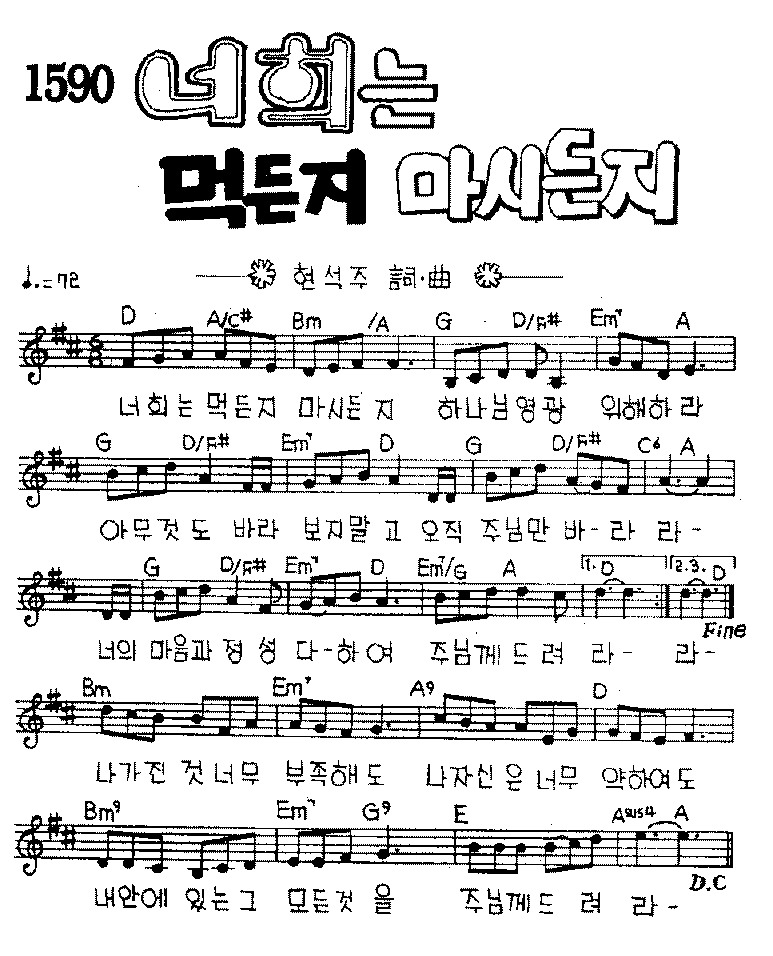 1590 너희는
먹든지 마시든지
♩.=72
현석주 詞·曲
D A/C# Bm /A G D/F# Em7 A
너희는 먹든지 마시든 지 하나님영광 위해하 라
G D/F# Em7 D G D/F# C6 A
아무것 도 바라 보지말 고 오직 주님만 바- 라 라-
G D/F# Em7 D Em7/G A 1. D 2.3. D
Fine
너의 마음과 정 성 다-하 여 주님께 드 려 라- 라-
Bm Em7 A9 D
나가진 것 너무 부족해 도 나자신 은 너무 약하여 도
Bm9 Em7 G9 E Asus4 A
D.C
내안에 있는 그 모든것 을 주님께 드 려 라-